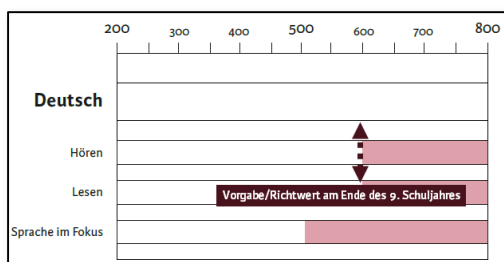 200 300 400 500 600 700 800
Deutsch
Hören
Lesen
Vorgabe/Richtwert am Ende des 9. Schuljahres
Sprache im Fokus